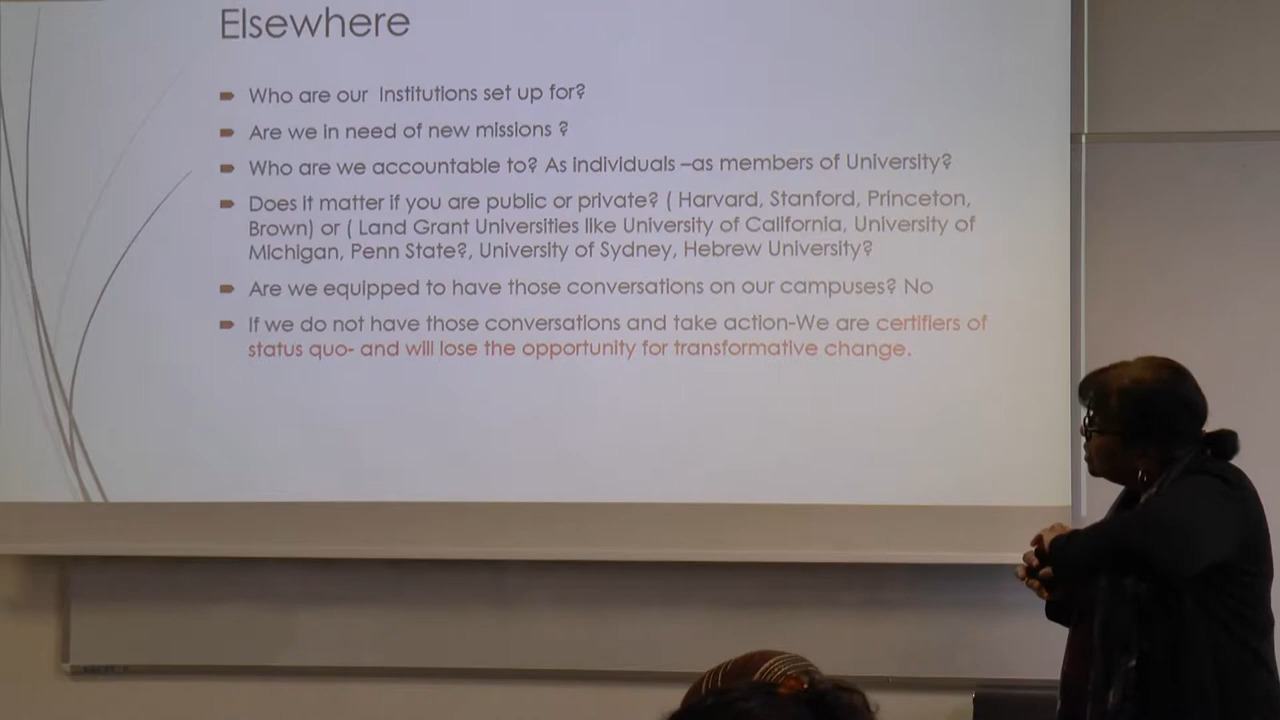 Elsewhere
Who are our Institutions set up for?
Are we in need of new missions ?
Who are we accountable to? As individuals –as members of University?
Does it matter if you are public or private? ( Harvard, Stanford, Princeton,
Brown) or ( Land Grant Universities like University of California, University of
Michigan, Penn State?, University of Sydney, Hebrew University?
Are we equipped to have those conversations on our campuses? No
If we do not have those conversations and take action-We are certifiers of
status quo- and will lose the opportunity for transformative change.